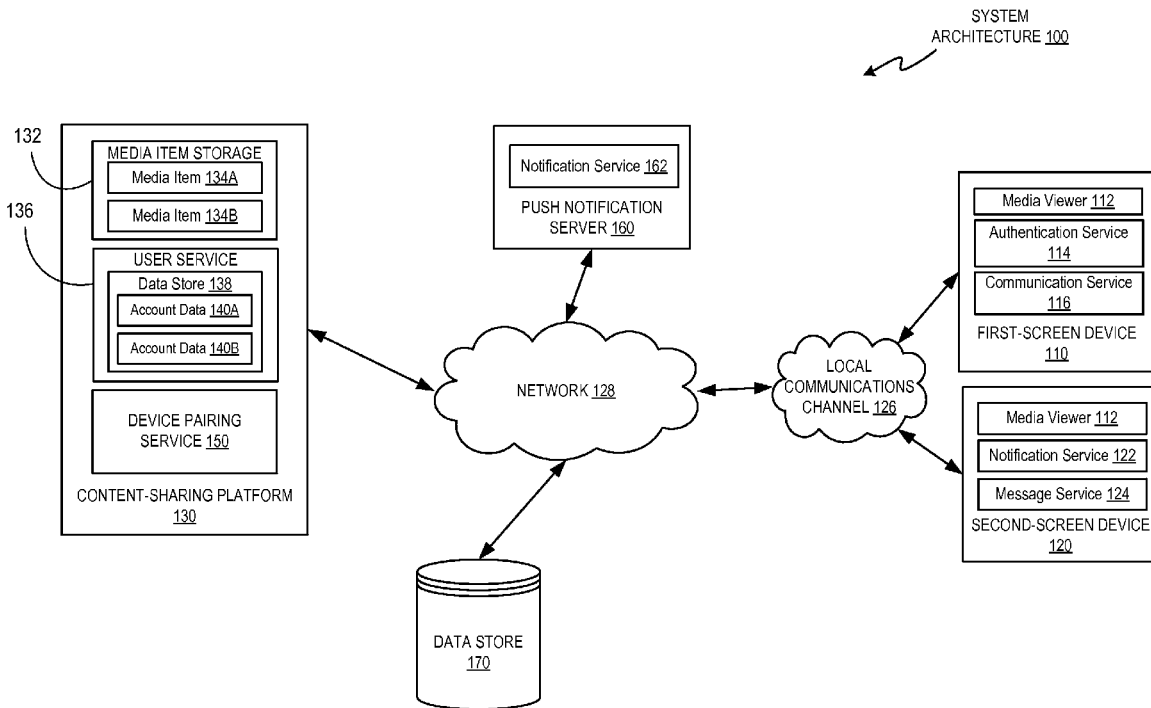 SYSTEM
ARCHITECTURE 100
132
MEDIA ITEM STORAGE
Media Item 134A
Media Item 134B
136
USER SERVICE
Data Store 138
Account Data 140A
Account Data 140B
DEVICE PAIRING
SERVICE 150
CONTENT-SHARING PLATFORM
130
Notification Service 162
PUSH NOTIFICATION
SERVER 160
NETWORK 128
DATA STORE
170
LOCAL
COMMUNICATIONS
CHANNEL 126
Media Viewer 112
Authentication Service
114
Communication Service
116
FIRST-SCREEN DEVICE
110
Media Viewer 112
Notification Service 122
Message Service 124
SECOND-SCREEN DEVICE
120